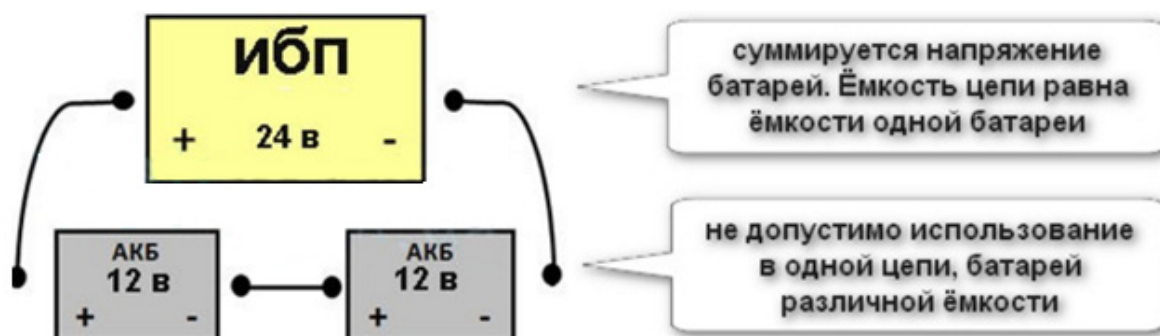 ибп
+ 24 в -
суммируется напряжение
батарей. Ёмкость цепи равна
ёмкости одной батареи
АКБ
12 в
+ -
АКБ
12 в
+ -
не допустимо использование
в одной цепи, батарей
различной ёмкости